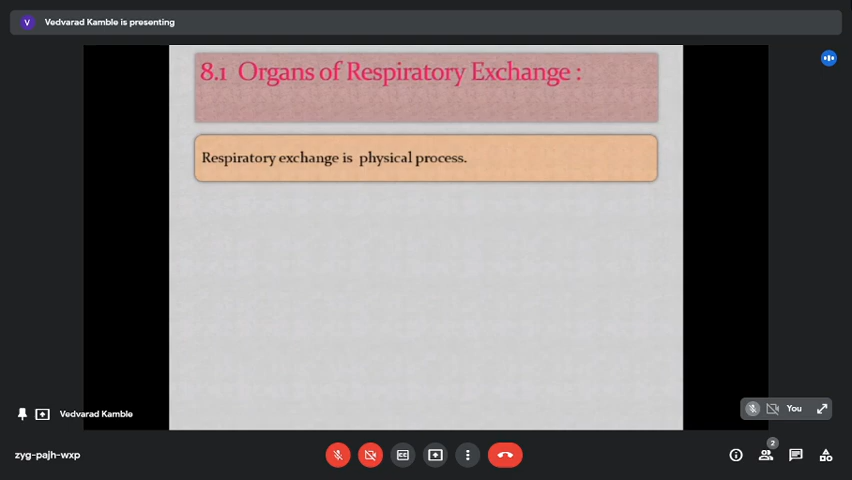 V Vedvarad Kamble is presenting
8.1 Organs of Respiratory Exchange :
Respiratory exchange is physical process.
Vedvarad Kamble
You
zyg-pajh-wxp
CC
2